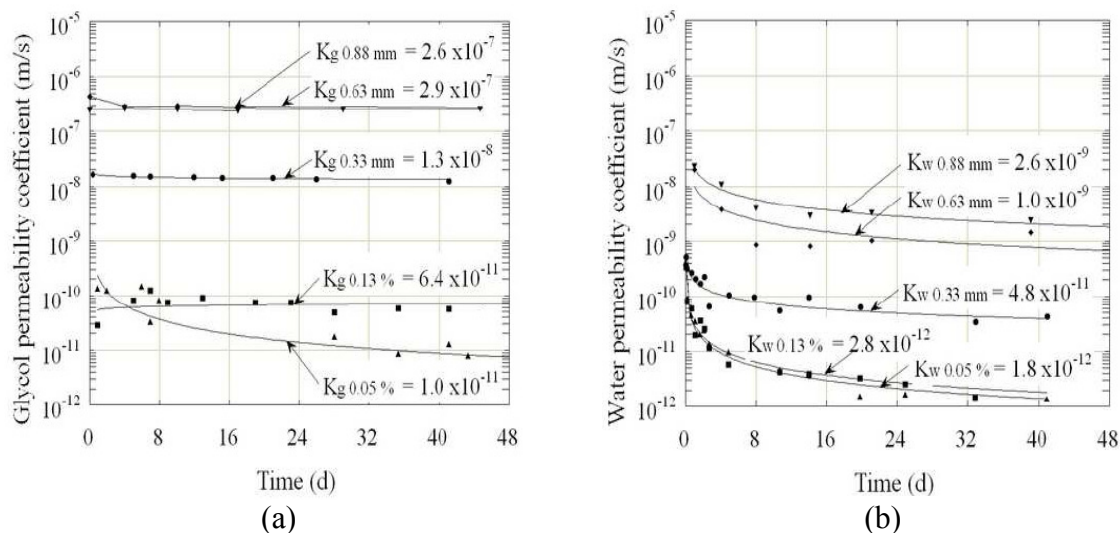 Glycol permeability coefficient (m/s)
10⁻⁵
10⁻⁶
10⁻⁷
10⁻⁸
10⁻⁹
10⁻¹⁰
10⁻¹¹
10⁻¹²
Kg 0.88 mm = 2.6 x10⁻⁷
Kg 0.63 mm = 2.9 x10⁻⁷
Kg 0.33 mm = 1.3 x10⁻⁸
Kg 0.13 % = 6.4 x10⁻¹¹
Kg 0.05 % = 1.0 x10⁻¹¹
0 8 16 24 36 41 48
Time (d)
(a)
Water permeability coefficient (m/s)
10⁻⁵
10⁻⁶
10⁻⁷
10⁻⁸
10⁻⁹
10⁻¹⁰
10⁻¹¹
10⁻¹²
Kw 0.88 mm = 2.6 x10⁻⁹
Kw 0.63 mm = 1.0 x10⁻⁹
Kw 0.33 mm = 4.8 x10⁻¹¹
Kw 0.13 % = 2.8 x10⁻¹²
Kw 0.05 % = 1.8 x10⁻¹²
0 8 16 24 32 40 48
Time (d)
(b)